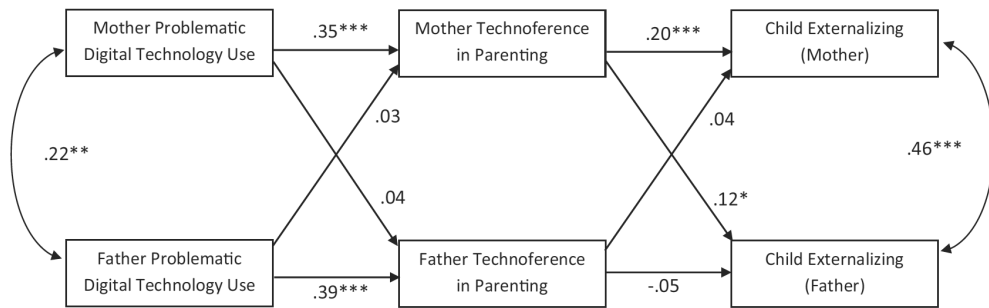 Mother Problematic
Digital Technology Use
.35***
Mother Technoference
in Parenting
.20***
Child Externalizing
(Mother)
.03
.04
.22**
.46***
.04
.12*
Father Problematic
Digital Technology Use
.39***
Father Technoference
in Parenting
-.05
Child Externalizing
(Father)